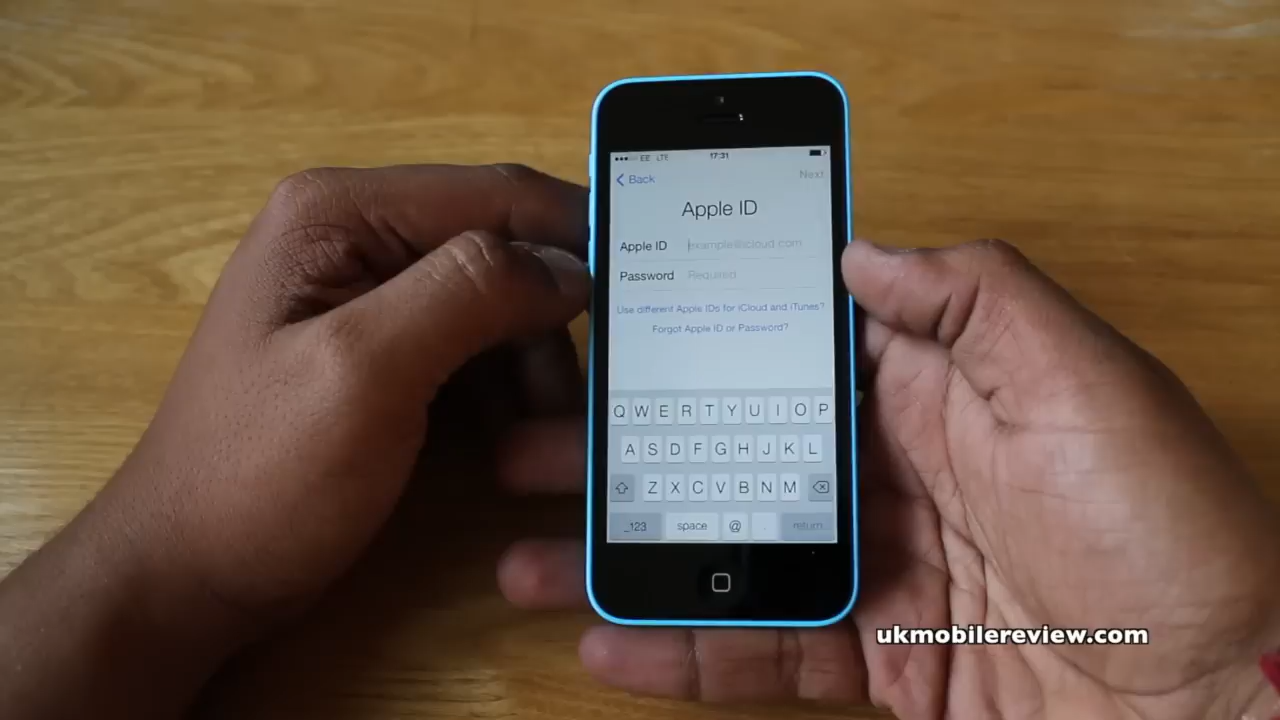 EE LTE 17:31
Back Next
Apple ID
Apple ID example@icloud.com
Password Required
Use different Apple IDs for iCloud and iTunes?
Forgot Apple ID or Password?
Q W E R T Y U I O P
A S D F G H J K L
Z X C V B N M
_123 space @ . return
ukmobilereview.com